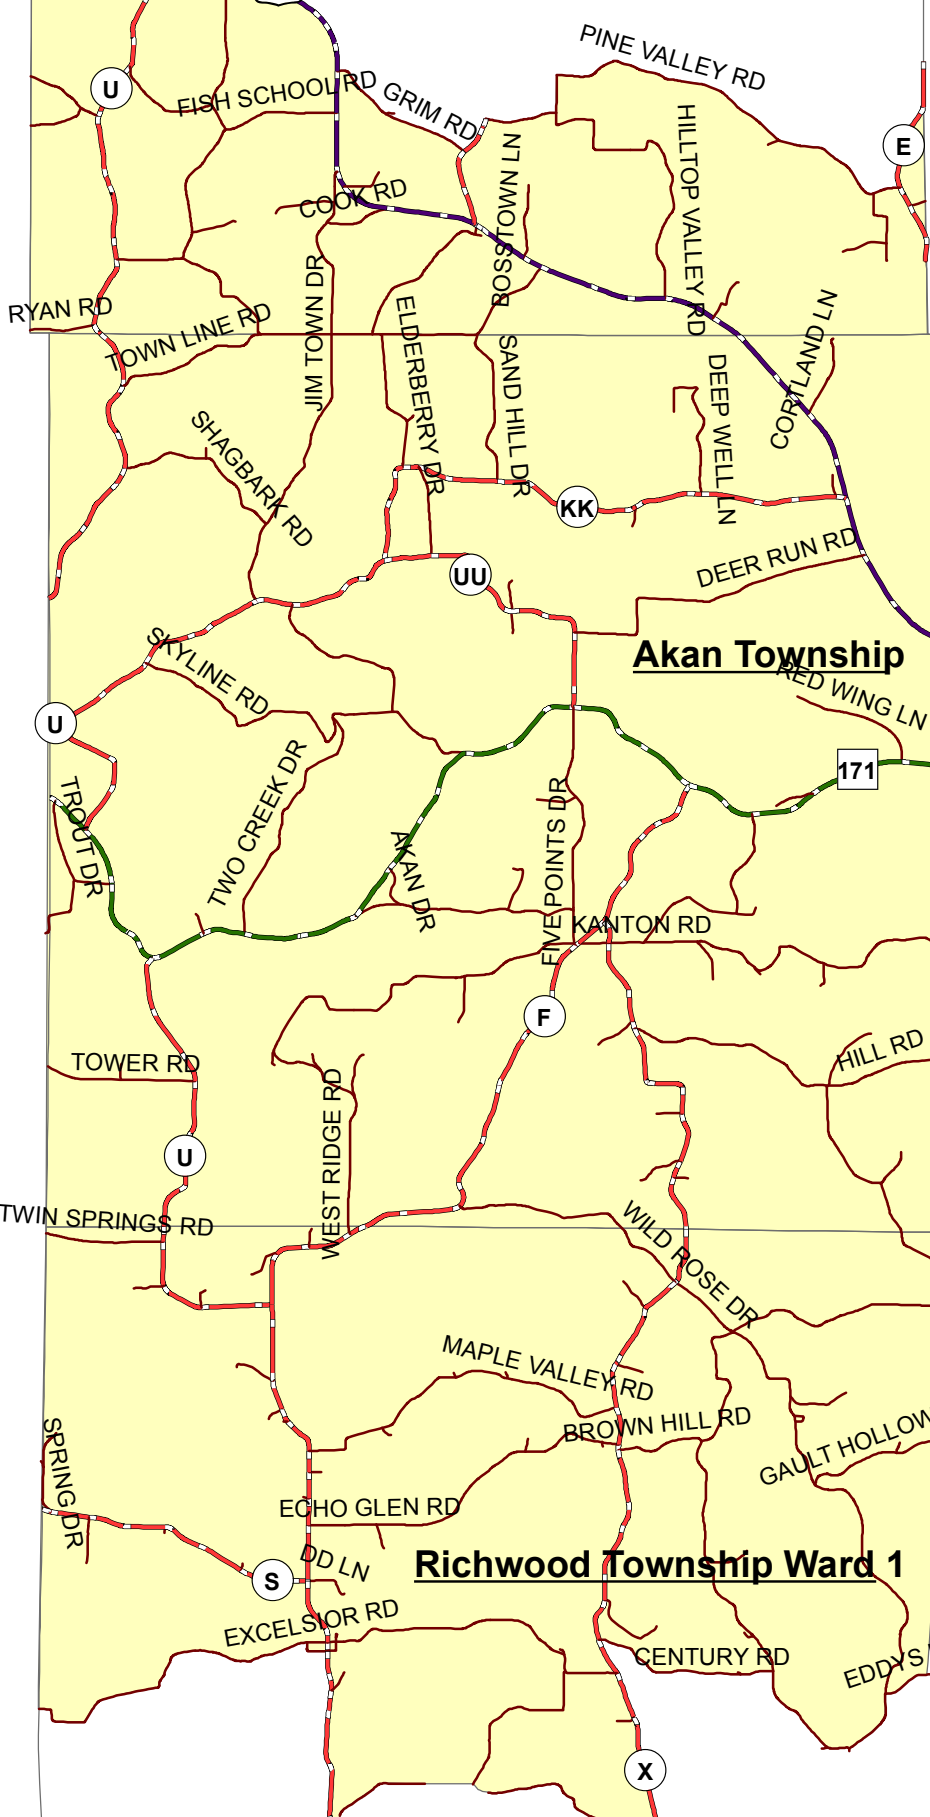 PINE VALLEY RD
U
FISH SCHOOL RD
GRIM RD
E
HILLTOP VALLEY RD
BOSSTOWN LN
COOK RD
RYAN RD
TOWN LINE RD
JIM TOWN DR
ELDERBERRY DR
SAND HILL DR
DEEP WELL LN
CORTLAND LN
SHAGBARK RD
KK
DEER RUN RD
UU
Akan Township
SKYLINE RD
RED WING LN
U
171
TROUT DR
TWO CREEK DR
AKAN DR
FIVE POINTS DR
KANTON RD
F
TOWER RD
HILL RD
WEST RIDGE RD
U
TWIN SPRINGS RD
WILD ROSE DR
MAPLE VALLEY RD
BROWN HILL RD
GAULT HOLLOW
SPRING DR
ECHO GLEN RD
DD LN
Richwood Township Ward 1
S
EXCELSIOR RD
CENTURY RD
EDDYS
X